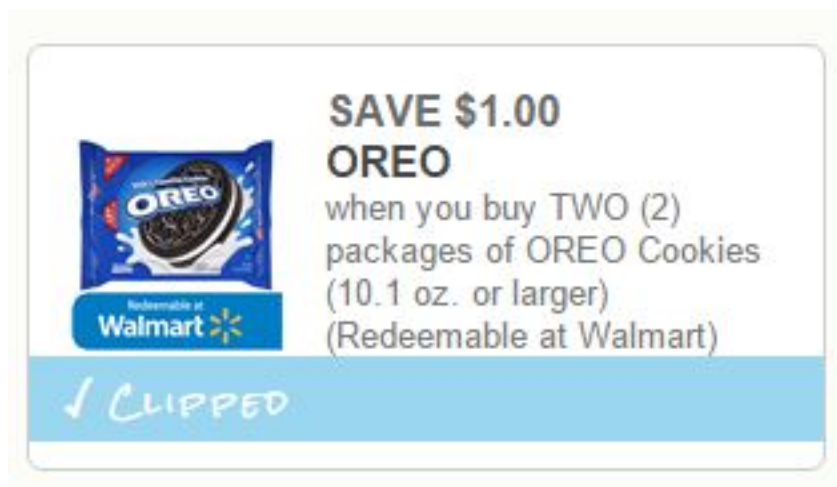 SAVE $1.00
OREO
when you buy TWO (2)
packages of OREO Cookies
(10.1 oz. or larger)
(Redeemable at Walmart)
OREO
Redeemable at
Walmart
√ CLIPPED